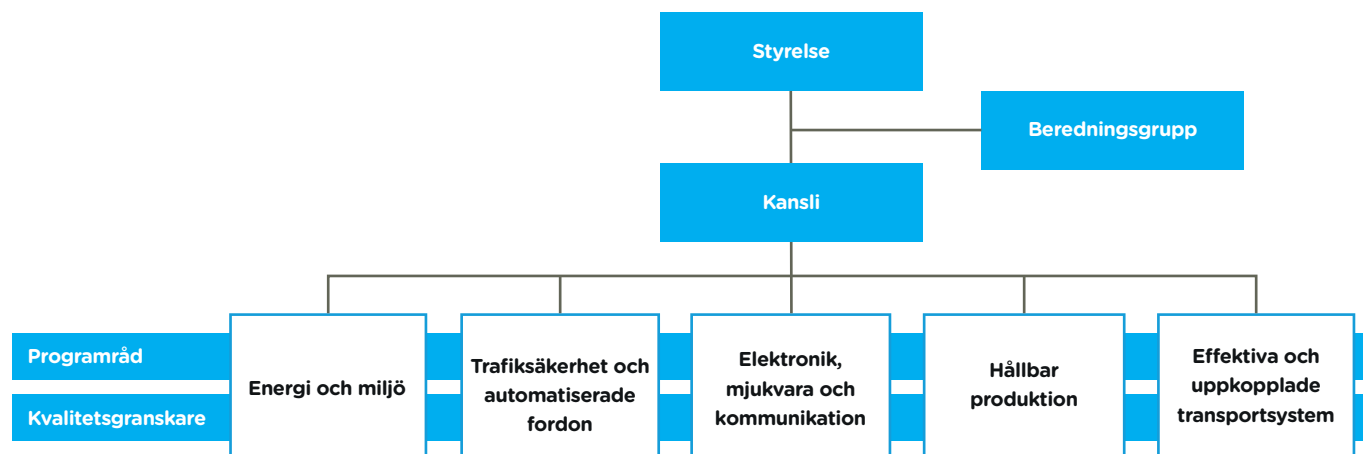 Styrelse
Beredningsgrupp
Kansli
Programråd
Kvalitetsgranskare
Energi och miljö
Trafiksäkerhet och
automatiserade
fordon
Elektronik,
mjukvara och
kommunikation
Hållbar
produktion
Effektiva och
uppkopplade
transportsystem